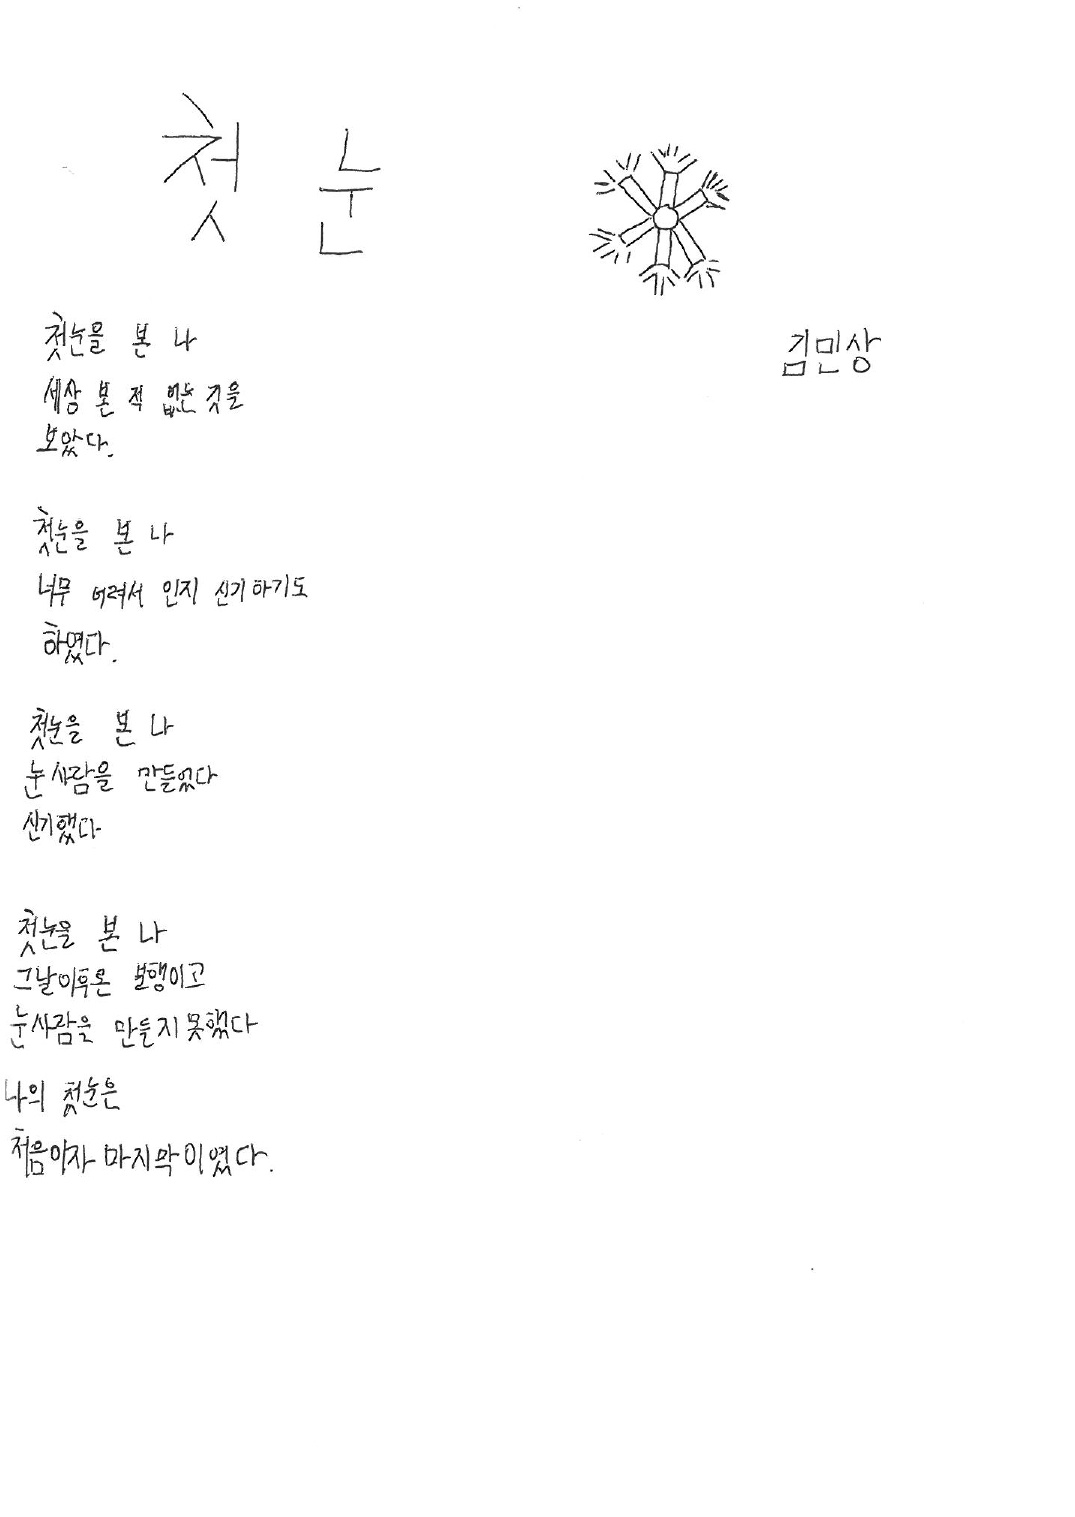 첫눈
김민상
첫눈을 본 나
세상 본 적 없는 것을
보았다.
첫눈을 본 나
너무 어려서 인지 신기하기도
하였다.
첫눈을 본 나
눈사람을 만들었다
신기했다
첫눈을 본 나
그날이후론 보행이고
눈사람을 만들지 못했다
나의 첫눈은
처음이자 마지막이였다.